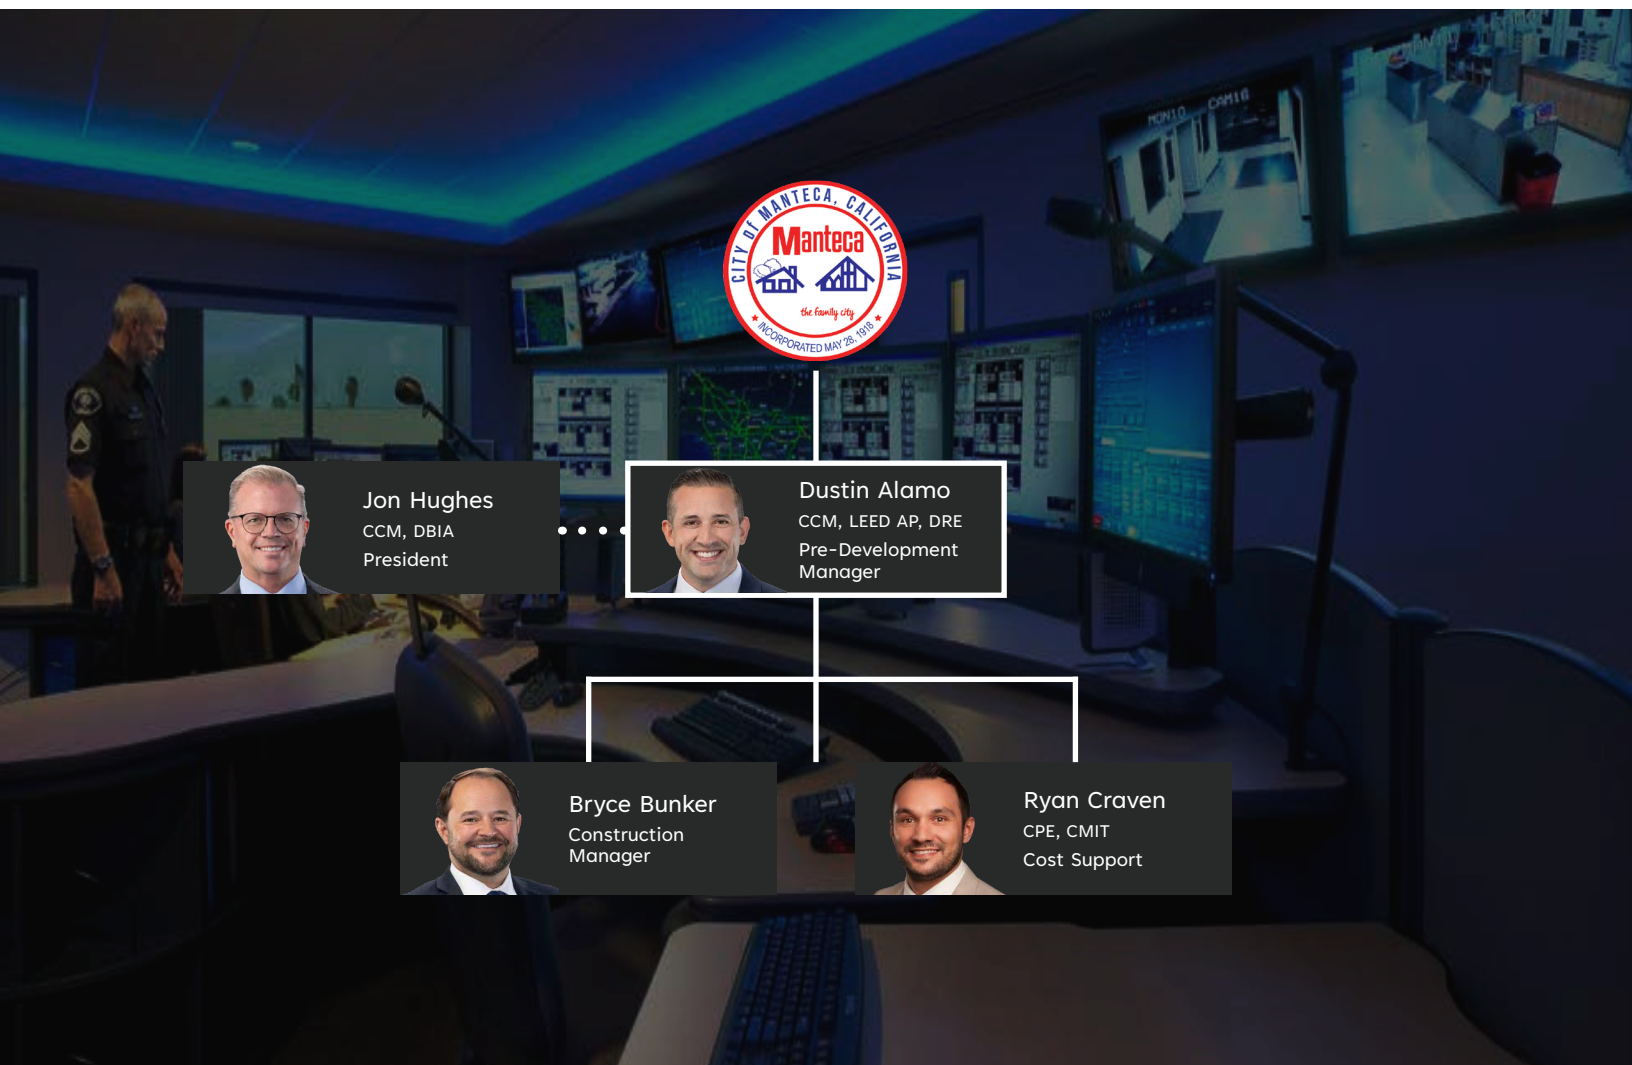 CITY OF MANTECA, CALIFORNIA
Manteca
the family city
INCORPORATED MAY 28, 1918
MON10 CAM16
Jon Hughes
CCM, DBIA
President
Dustin Alamo
CCM, LEED AP, DRE
Pre-Development
Manager
Bryce Bunker
Construction
Manager
Ryan Craven
CPE, CMIT
Cost Support